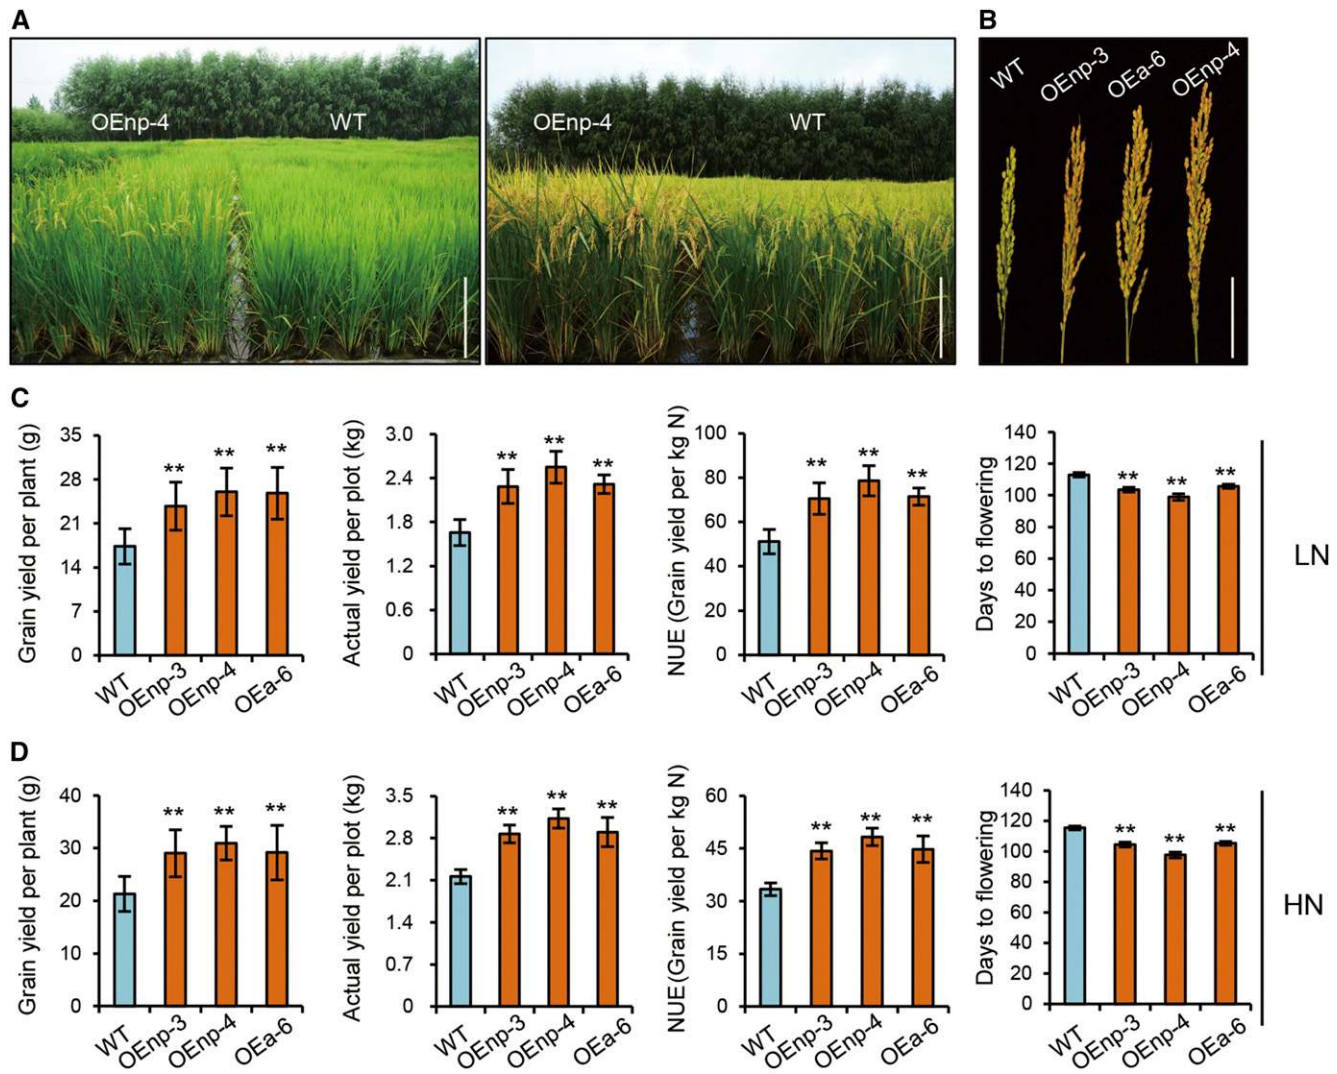 A
B
OEnp-4 WT
OEnp-4 WT
WT OEnp-3 OEa-6 OEnp-4
C
Grain yield per plant (g)
35
28
21
14
7
0
** ** **
WT OEnp-3 OEnp-4 OEa-6
Actual yield per plot (kg)
3.0
2.4
1.8
1.2
0.6
0
** ** **
WT OEnp-3 OEnp-4 OEa-6
NUE (Grain yield per kg N)
100
80
60
40
20
0
** ** **
WT OEnp-3 OEnp-4 OEa-6
Days to flowering
140
120
100
80
60
40
20
0
** ** **
WT OEnp-3 OEnp-4 OEa-6
LN
D
Grain yield per plant (g)
40
30
20
10
0
** ** **
WT OEnp-3 OEnp-4 OEa-6
Actual yield per plot (kg)
3.5
2.8
2.1
1.4
0.7
0
** ** **
WT OEnp-3 OEnp-4 OEa-6
NUE (Grain yield per kg N)
60
45
30
15
0
** ** **
WT OEnp-3 OEnp-4 OEa-6
Days to flowering
140
120
100
80
60
40
20
0
** ** **
WT OEnp-3 OEnp-4 OEa-6
HN